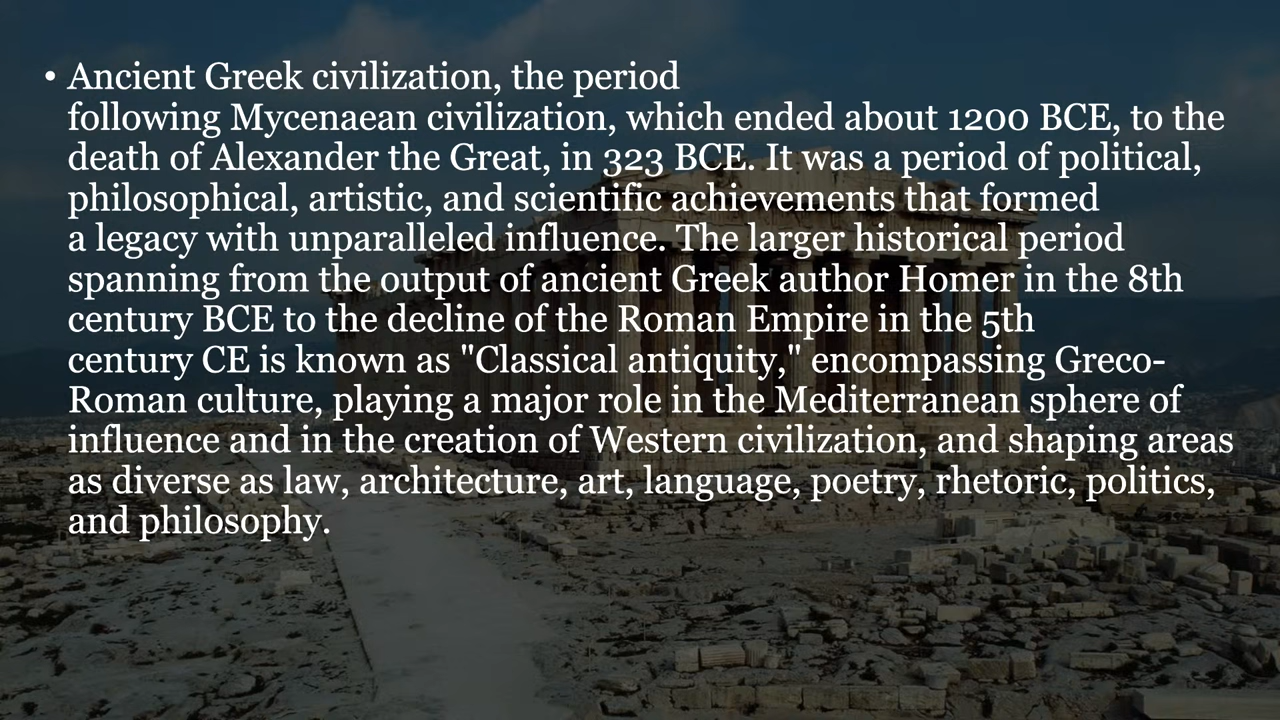 • Ancient Greek civilization, the period
following Mycenaean civilization, which ended about 1200 BCE, to the
death of Alexander the Great, in 323 BCE. It was a period of political,
philosophical, artistic, and scientific achievements that formed
a legacy with unparalleled influence. The larger historical period
spanning from the output of ancient Greek author Homer in the 8th
century BCE to the decline of the Roman Empire in the 5th
century CE is known as "Classical antiquity," encompassing Greco-
Roman culture, playing a major role in the Mediterranean sphere of
influence and in the creation of Western civilization, and shaping areas
as diverse as law, architecture, art, language, poetry, rhetoric, politics,
and philosophy.